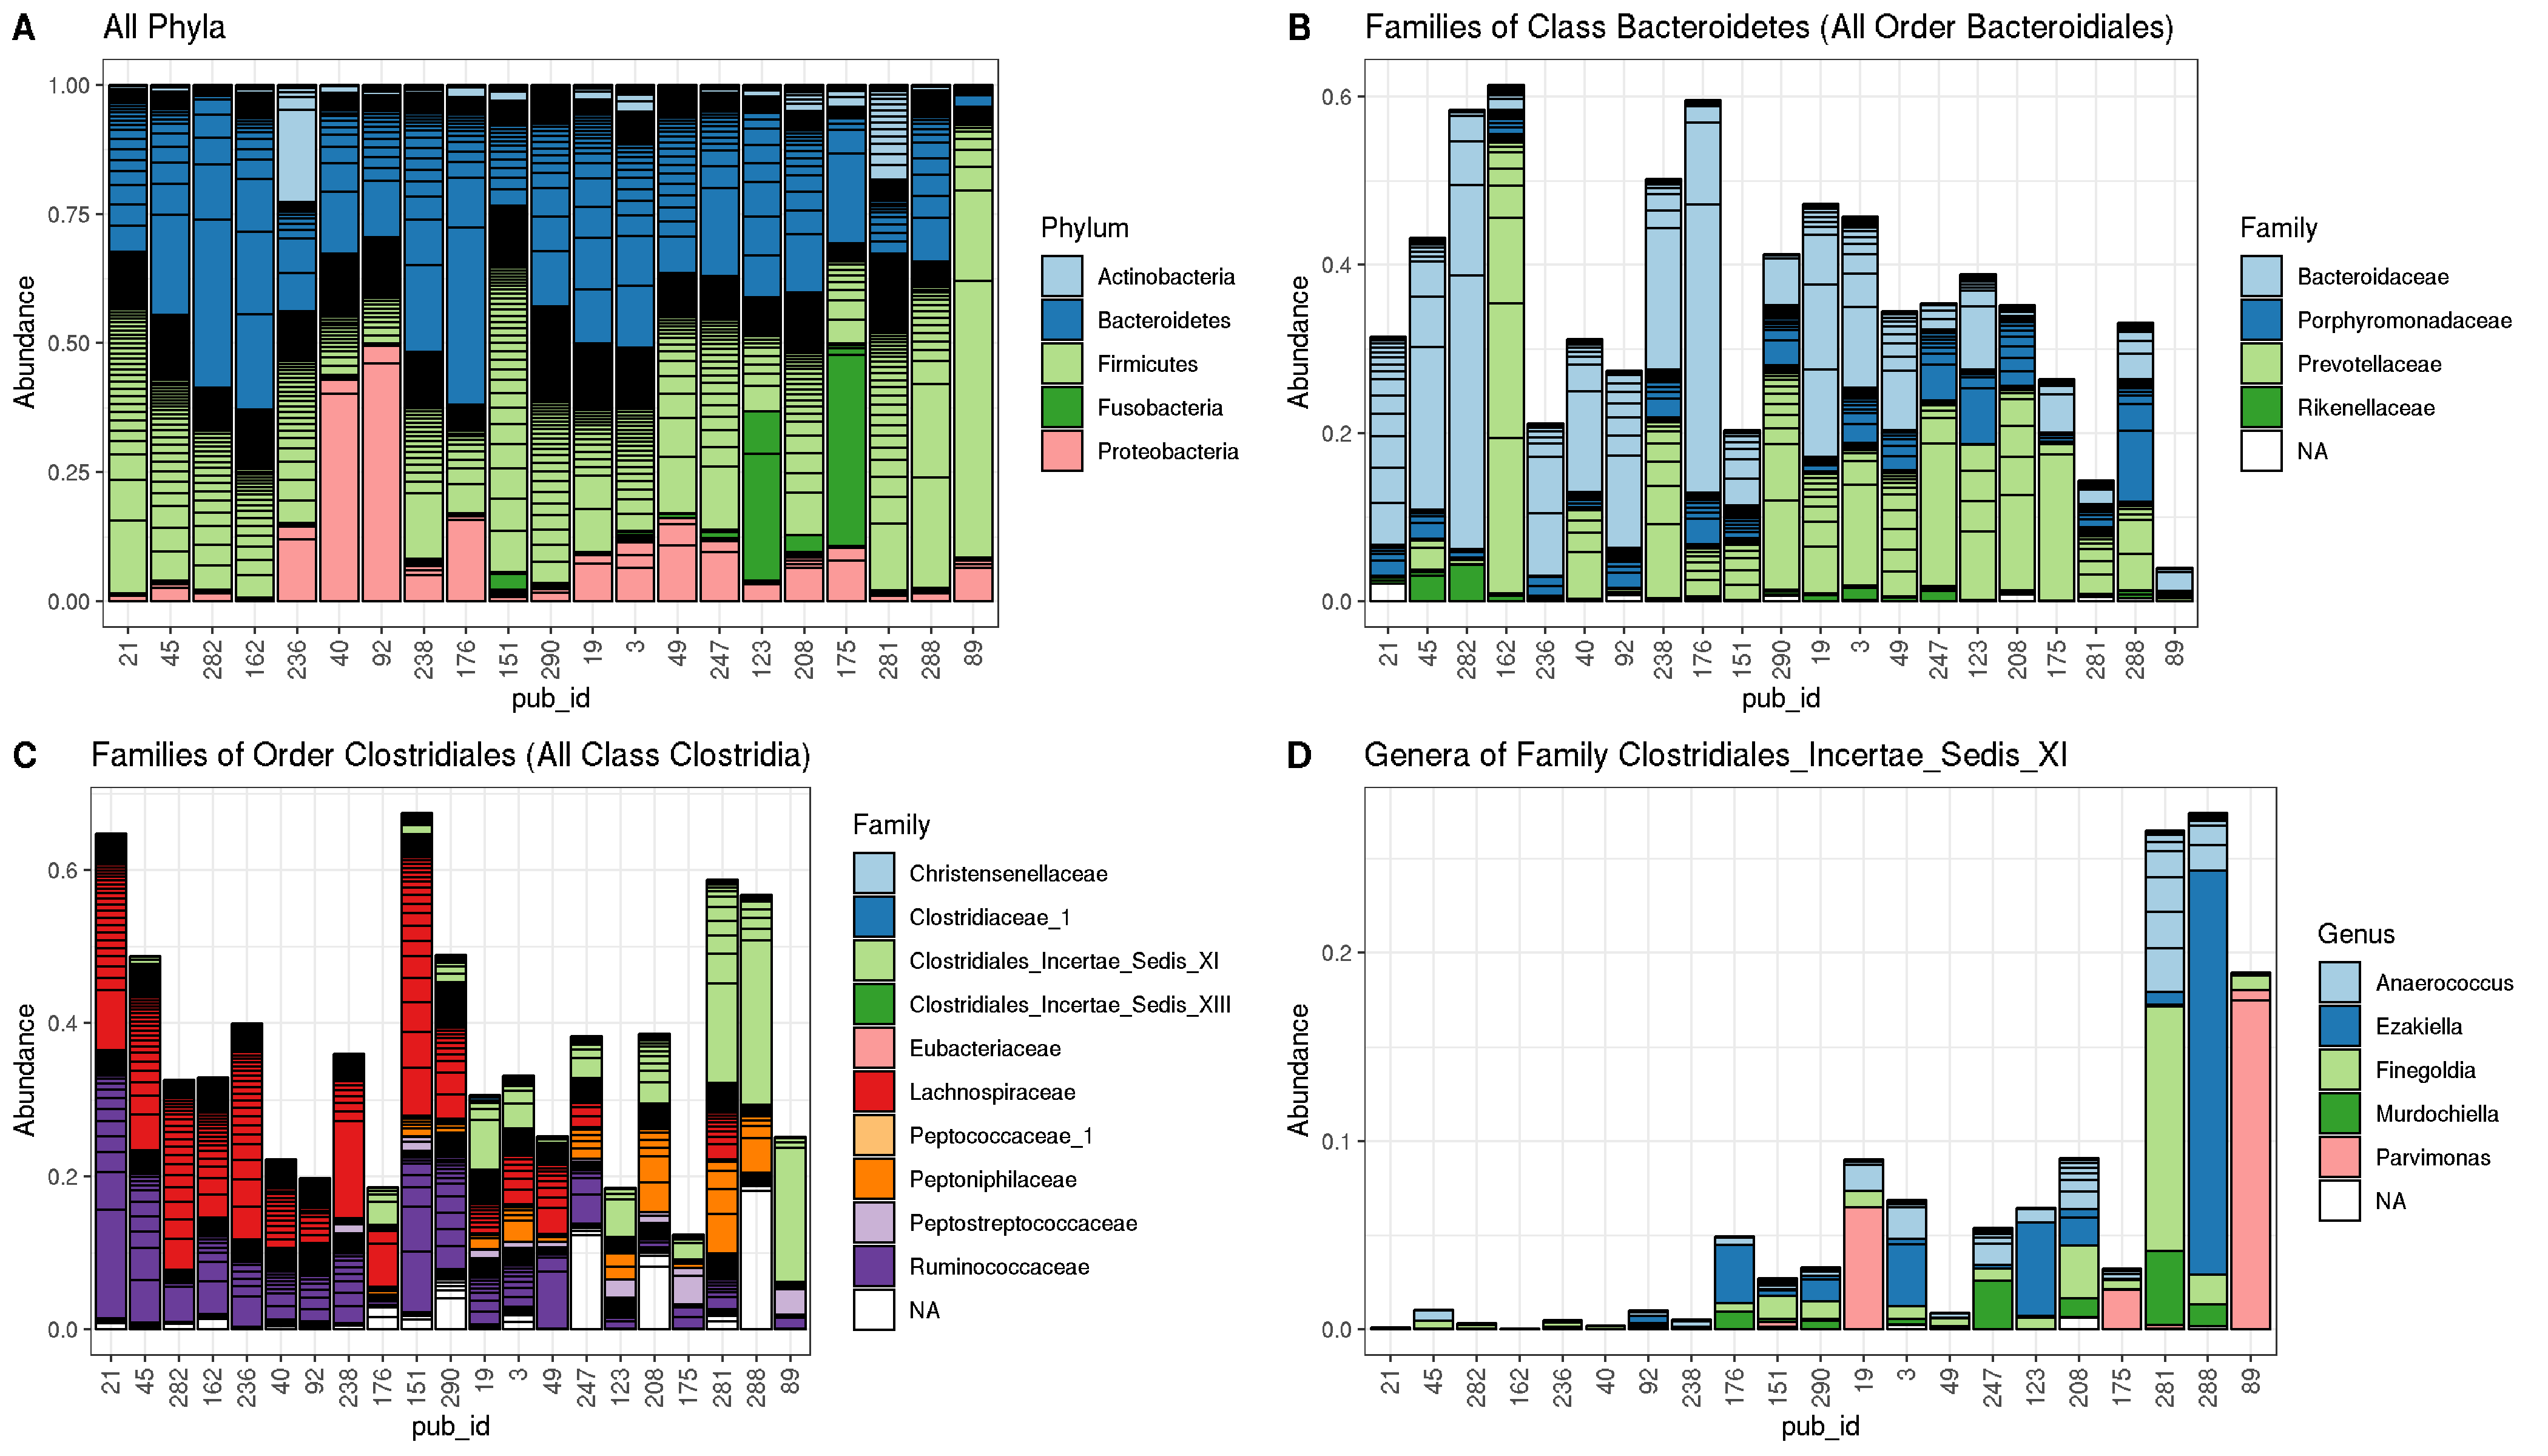 A All Phyla
1.00
0.75
0.50
0.25
0.00
Abundance
21 45 282 162 236 40 92 238 176 151 290 19 3 49 247 123 208 175 281 288 89
pub_id
Phylum
Actinobacteria
Bacteroidetes
Firmicutes
Fusobacteria
Proteobacteria
B Families of Class Bacteroidetes (All Order Bacteroidiales)
0.6
0.4
0.2
0.0
Abundance
21 45 282 162 236 40 92 238 176 151 290 19 3 49 247 123 208 175 281 288 89
pub_id
Family
Bacteroidaceae
Porphyromonadaceae
Prevotellaceae
Rikenellaceae
NA
C Families of Order Clostridiales (All Class Clostridia)
0.6
0.4
0.2
0.0
Abundance
21 45 282 162 236 40 92 238 176 151 290 19 3 49 247 123 208 175 281 288 89
pub_id
Family
Christensenellaceae
Clostridiaceae_1
Clostridiales_Incertae_Sedis_XI
Clostridiales_Incertae_Sedis_XIII
Eubacteriaceae
Lachnospiraceae
Peptococcaceae_1
Peptoniphilaceae
Peptostreptococcaceae
Ruminococcaceae
NA
D Genera of Family Clostridiales_Incertae_Sedis_XI
0.2
0.1
0.0
Abundance
21 45 282 162 236 40 92 238 176 151 290 19 3 49 247 123 208 175 281 288 89
pub_id
Genus
Anaerococcus
Ezakiella
Finegoldia
Murdochiella
Parvimonas
NA